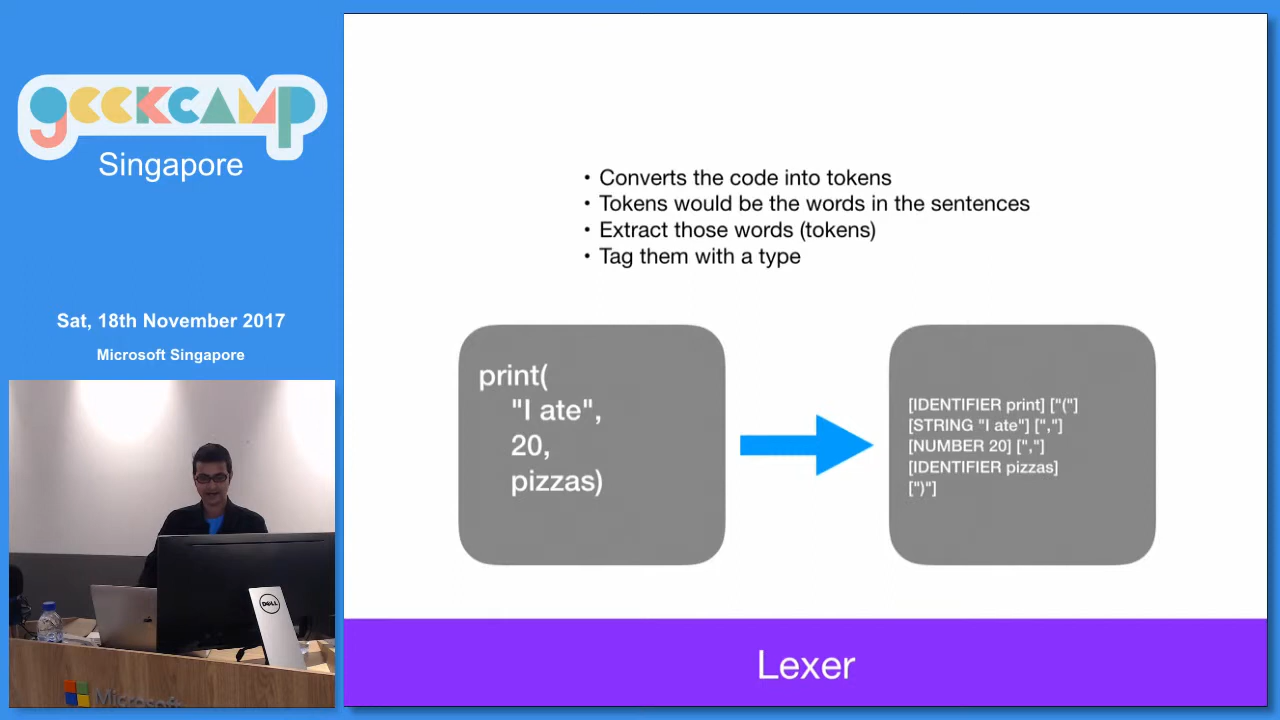 geekcamp
Singapore
Sat, 18th November 2017
Microsoft Singapore
DELL
Microsoft
• Converts the code into tokens
• Tokens would be the words in the sentences
• Extract those words (tokens)
• Tag them with a type
print(
"I ate",
20,
pizzas)
[IDENTIFIER print] ["("]
[STRING "I ate"] [","]
[NUMBER 20] [","]
[IDENTIFIER pizzas]
[")"]
Lexer